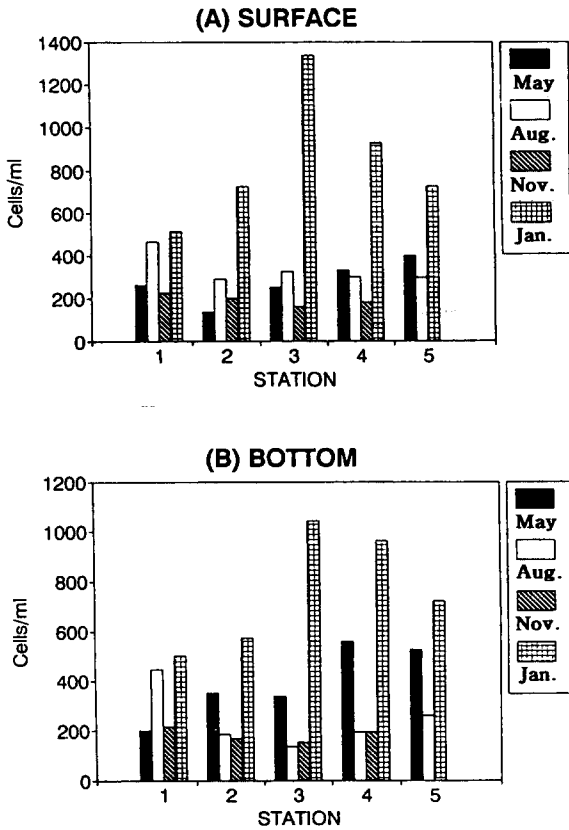 (A) SURFACE
1400
1200
1000
800
600
400
200
0
Cells/ml
1 2 3 4 5
STATION
May
Aug.
Nov.
Jan.
(B) BOTTOM
1200
1000
800
600
400
200
0
Cells/ml
1 2 3 4 5
STATION
May
Aug.
Nov.
Jan.